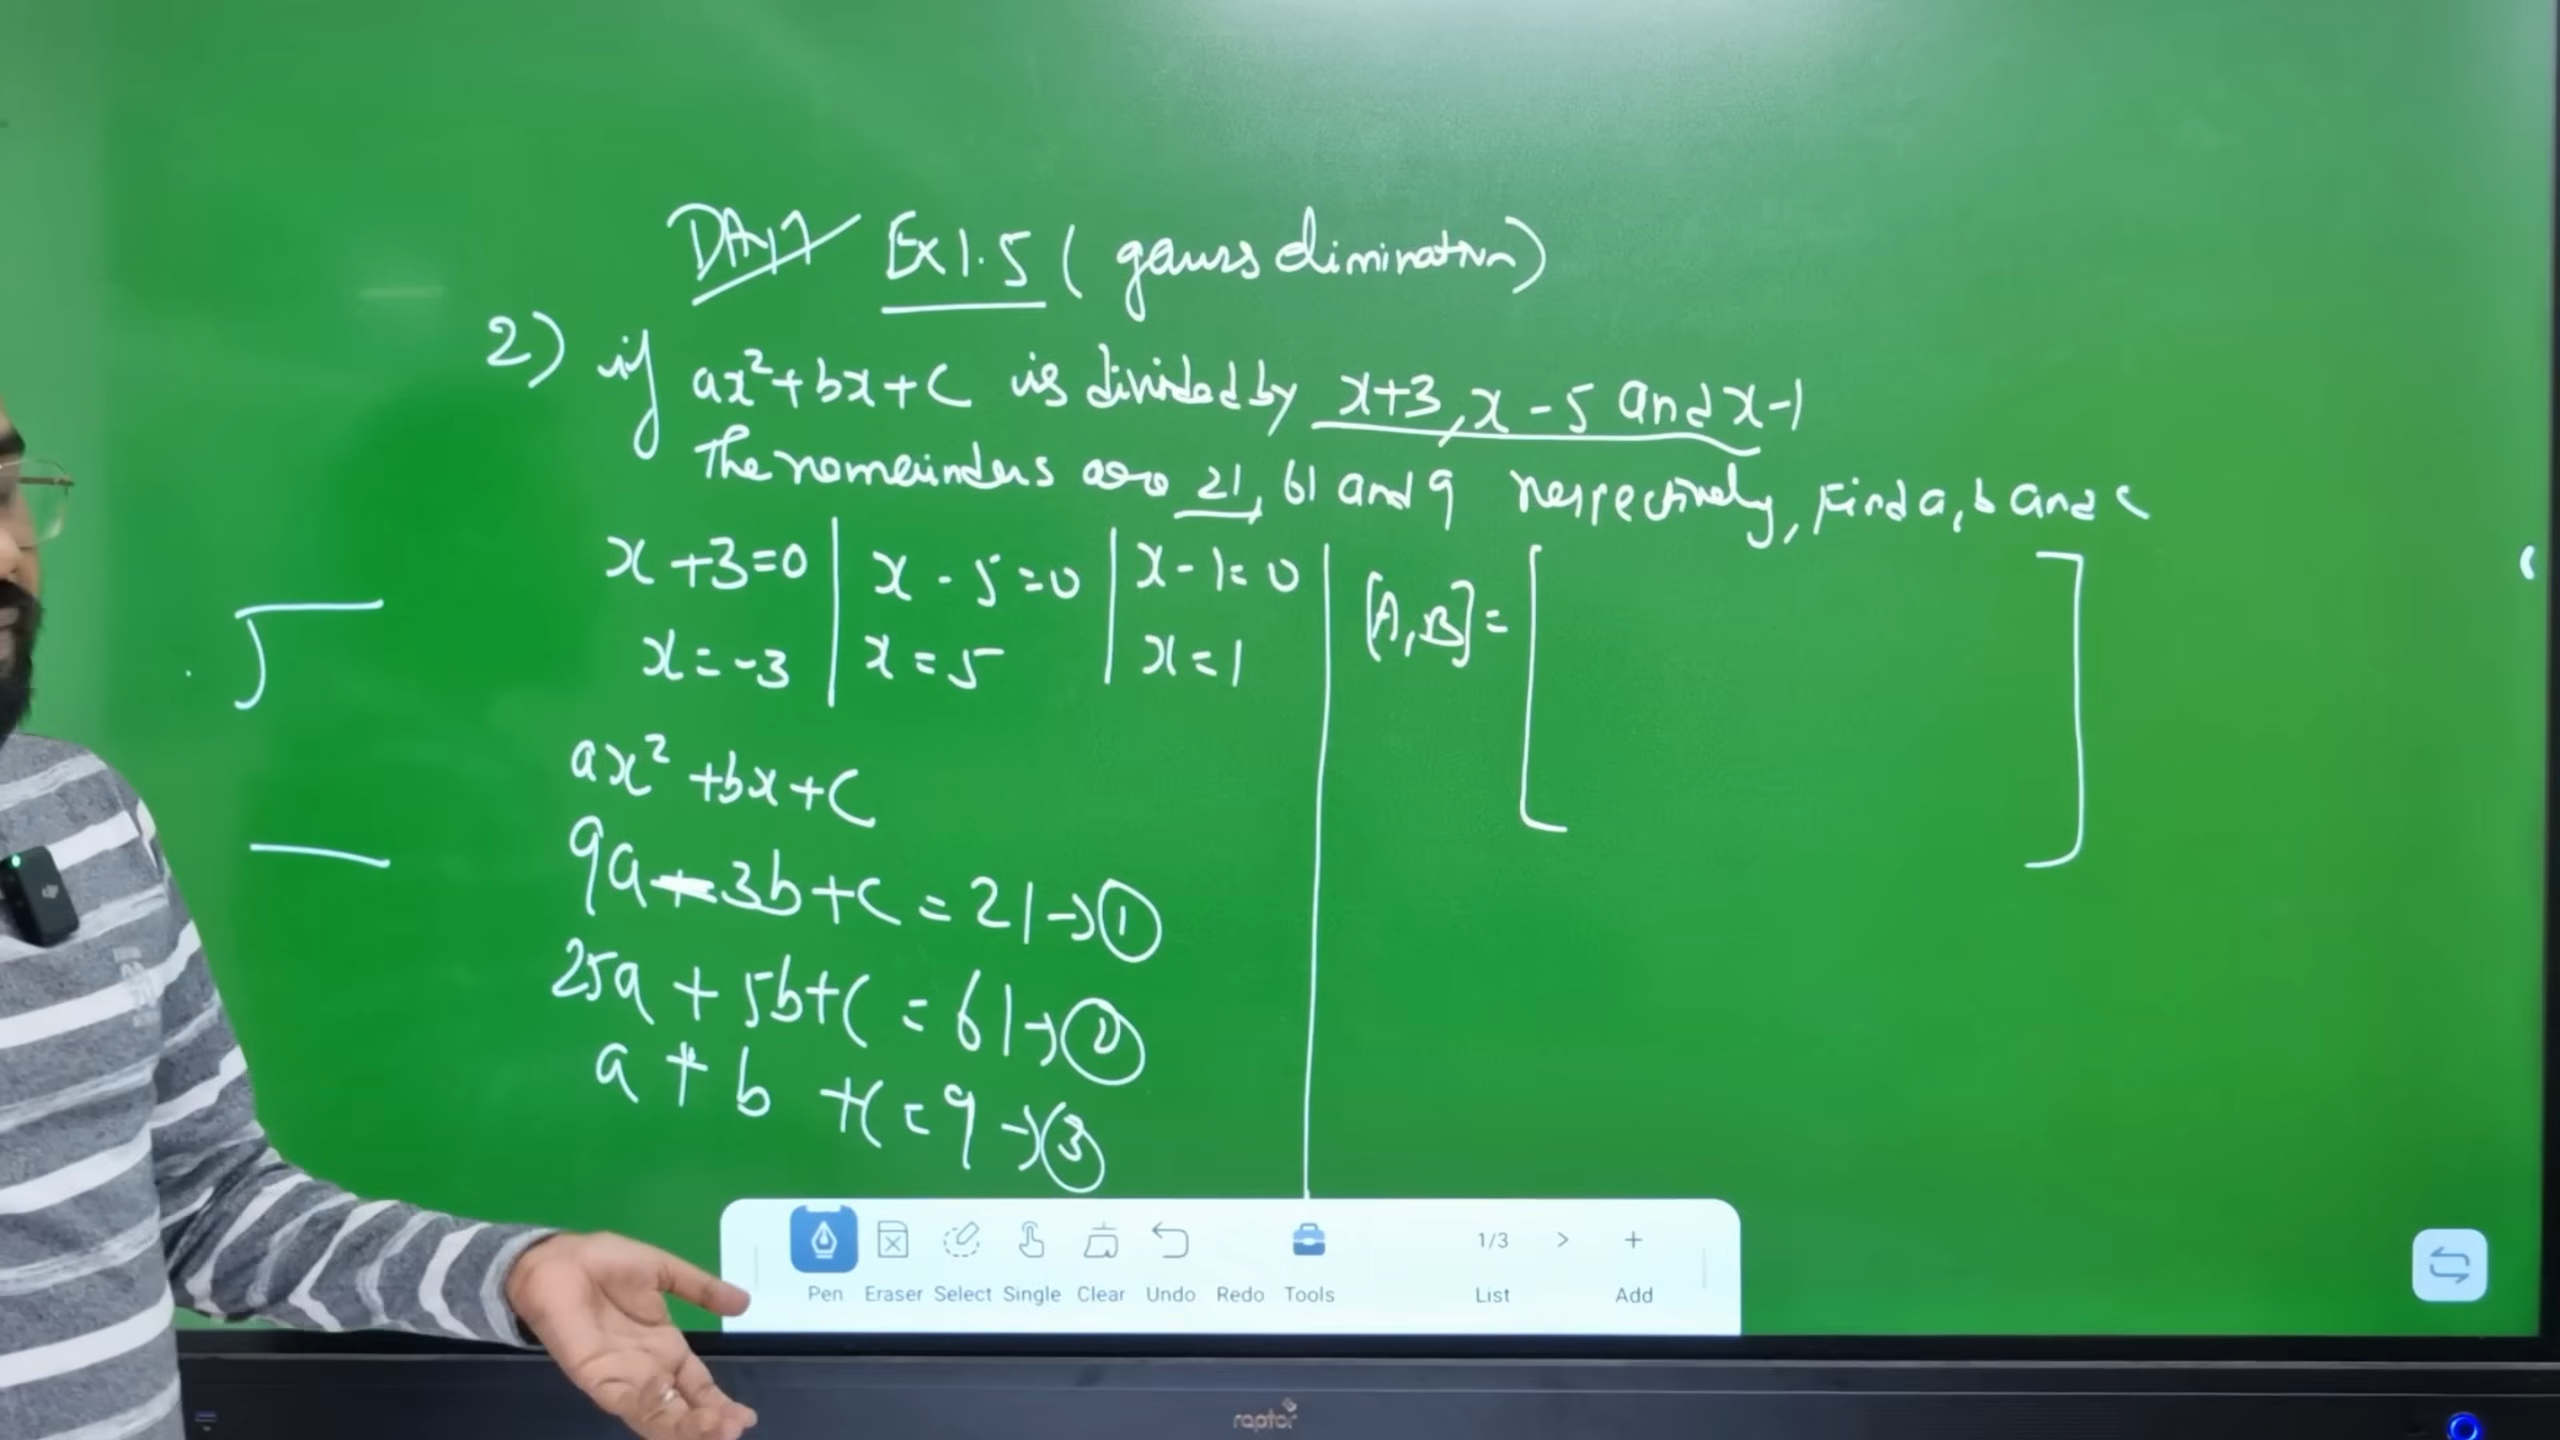 DAY 7 Ex 1.5 ( gauss elimination)
2) if ax²+bx+c is divided by x+3, x-5 and x-1
The remainders are 21, 61 and 9 respectively, Find a, b and c
x+3=0 | x-5=0 | x-1=0
x=-3 | x=5 | x=1
[A,B]=
ax²+bx+c
9a-3b+c=21→①
25a+5b+c=61→②
a+b+c=9→③
Pen Eraser Select Single Clear Undo Redo Tools
1/3 > +
List Add
raptor